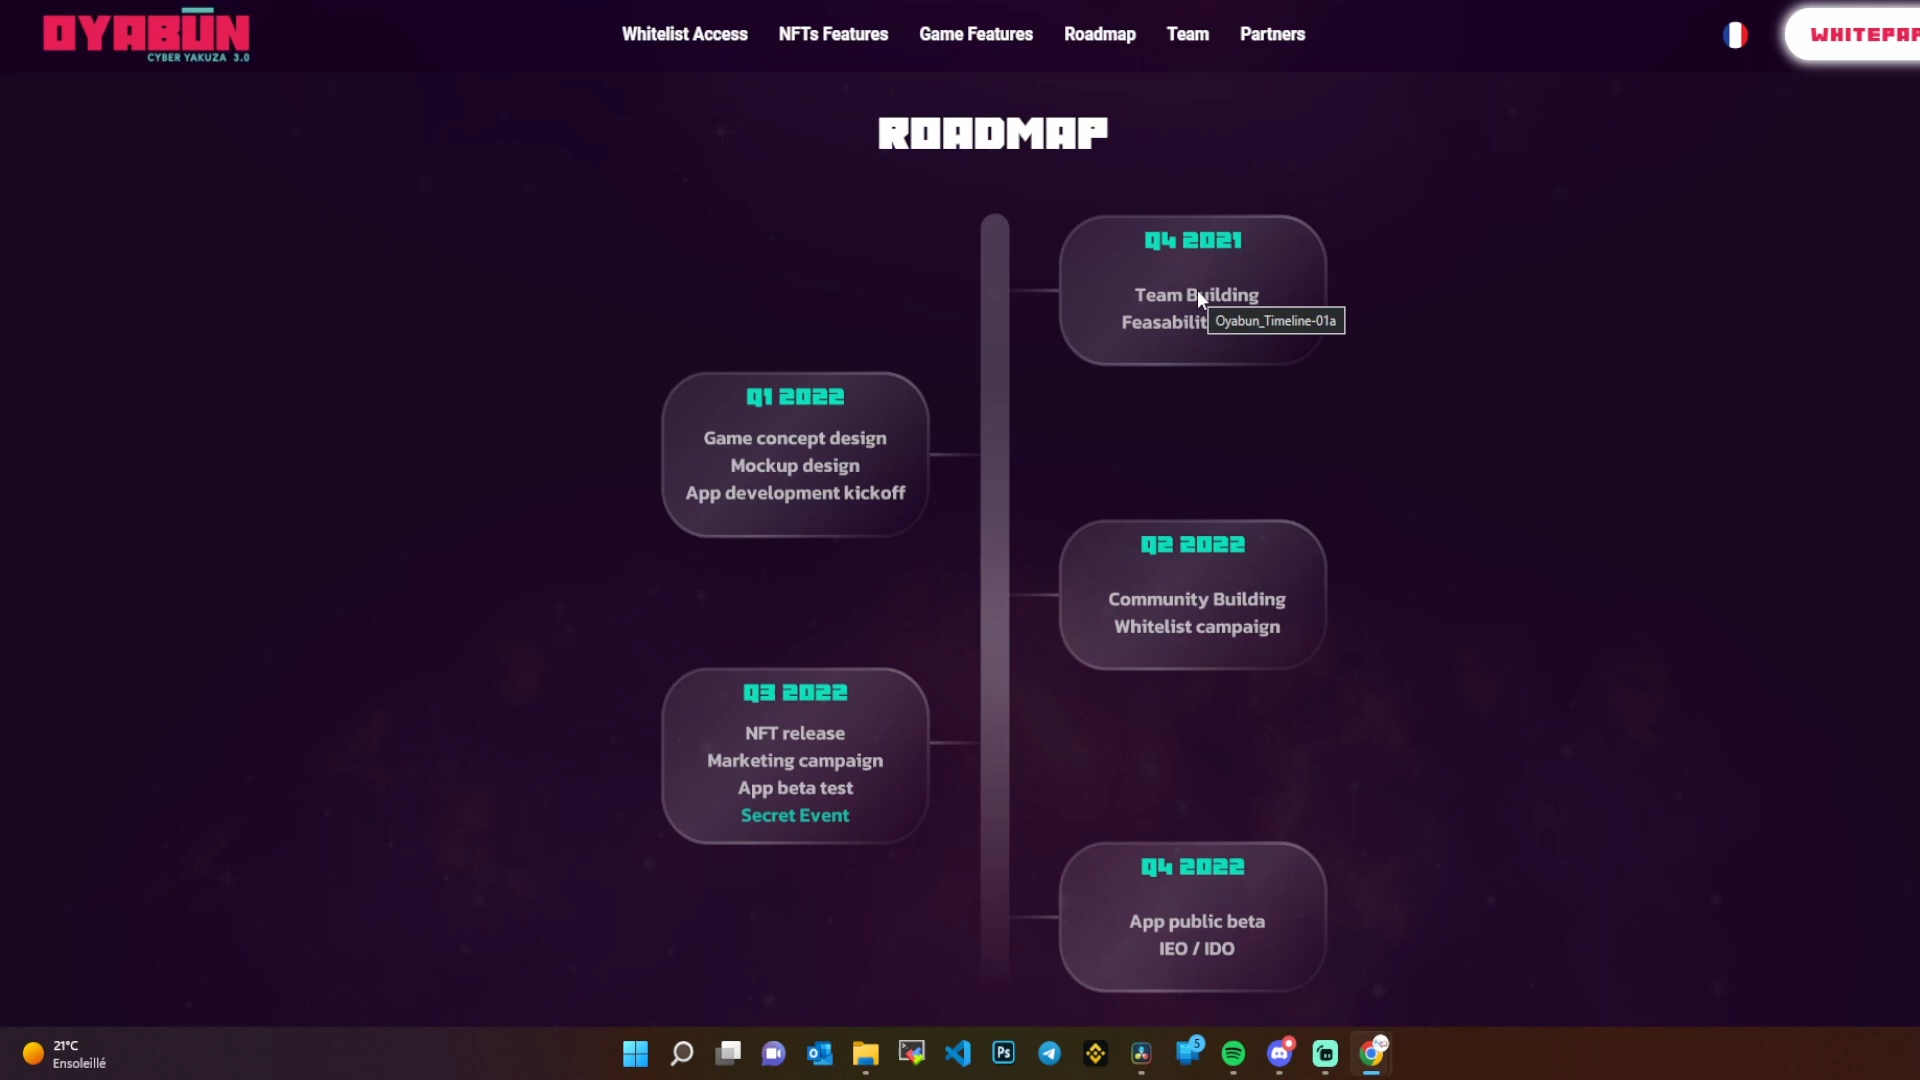 OYABUN
CYBER YAKUZA 3.0
Whitelist Access
NFTs Features
Game Features
Roadmap
Team
Partners
ROADMAP
Q4 2021
Team Building
Oyabun_Timeline-01a
Q1 2022
Game concept design
Mockup design
App development kickoff
Q2 2022
Community Building
Whitelist campaign
Q3 2022
NFT release
Marketing campaign
App beta test
Secret Event
Q4 2022
App public beta
IEO / IDO
21°C
Ensoleillé
Ps
5